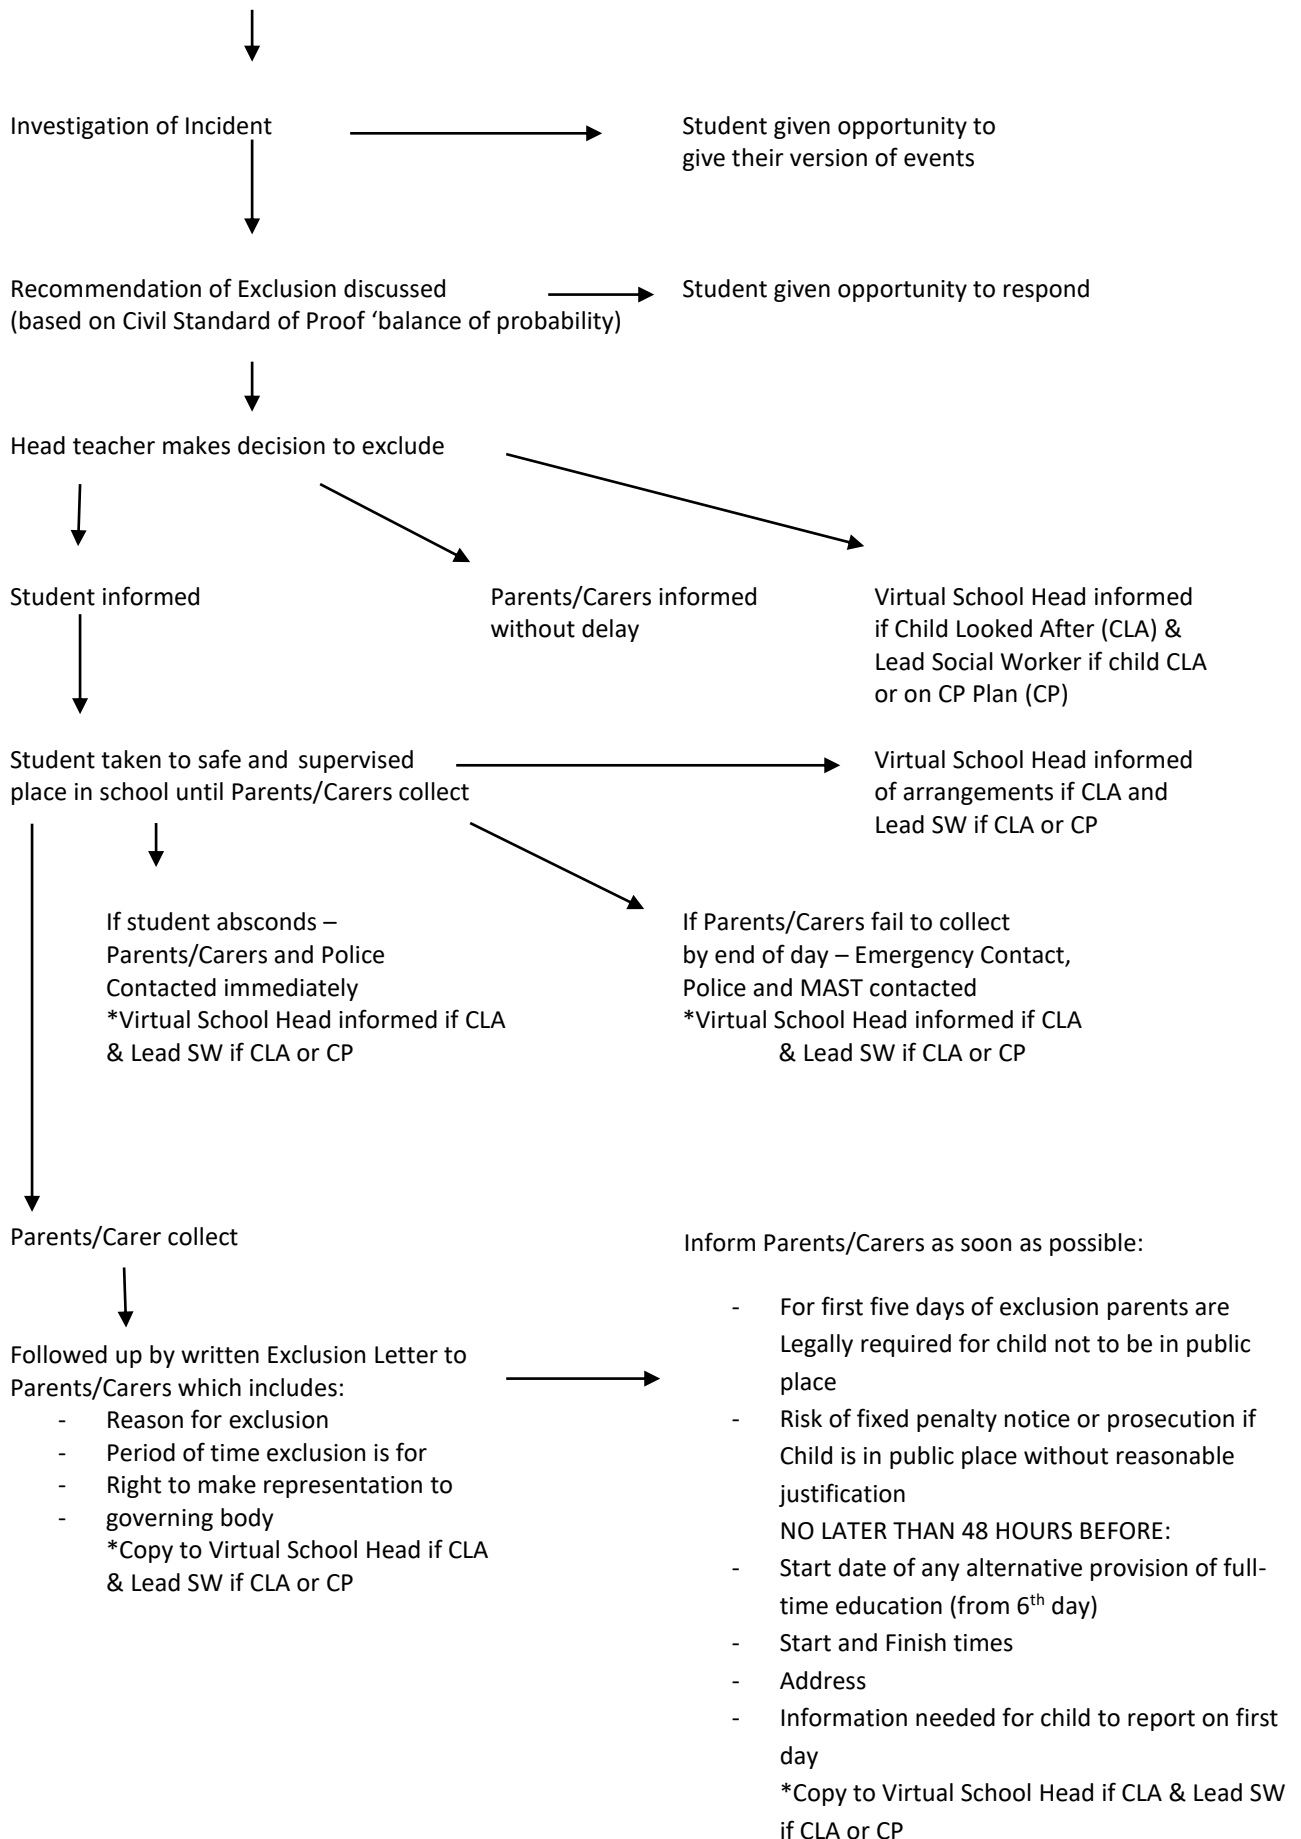 Investigation of Incident
Student given opportunity to
give their version of events
Recommendation of Exclusion discussed
(based on Civil Standard of Proof ‘balance of probability)
Student given opportunity to respond
Head teacher makes decision to exclude
Student informed
Parents/Carers informed
without delay
Virtual School Head informed
if Child Looked After (CLA) &
Lead Social Worker if child CLA
or on CP Plan (CP)
Student taken to safe and supervised
place in school until Parents/Carers collect
Virtual School Head informed
of arrangements if CLA and
Lead SW if CLA or CP
If student absconds –
Parents/Carers and Police
Contacted immediately
*Virtual School Head informed if CLA
& Lead SW if CLA or CP
If Parents/Carers fail to collect
by end of day – Emergency Contact,
Police and MAST contacted
*Virtual School Head informed if CLA
& Lead SW if CLA or CP
Parents/Carer collect
Followed up by written Exclusion Letter to
Parents/Carers which includes:
- Reason for exclusion
- Period of time exclusion is for
- Right to make representation to
- governing body
*Copy to Virtual School Head if CLA
& Lead SW if CLA or CP
Inform Parents/Carers as soon as possible:
- For first five days of exclusion parents are
Legally required for child not to be in public
place
- Risk of fixed penalty notice or prosecution if
Child is in public place without reasonable
justification
NO LATER THAN 48 HOURS BEFORE:
- Start date of any alternative provision of full-
time education (from 6th day)
- Start and Finish times
- Address
- Information needed for child to report on first
day
*Copy to Virtual School Head if CLA & Lead SW
if CLA or CP